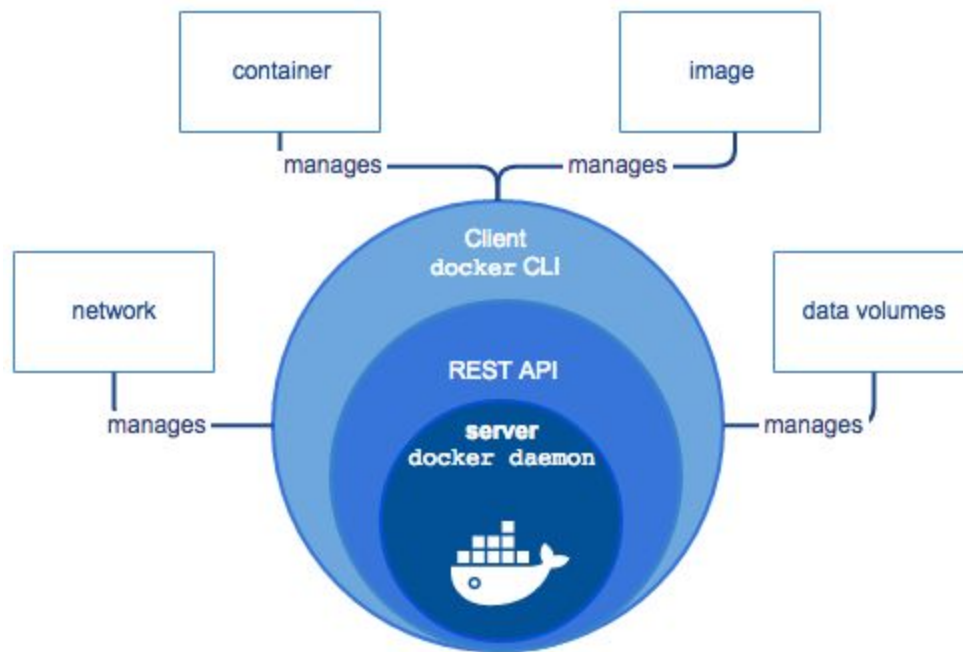 container
image
manages
manages
Client
docker CLI
network
data volumes
REST API
manages
manages
server
docker daemon